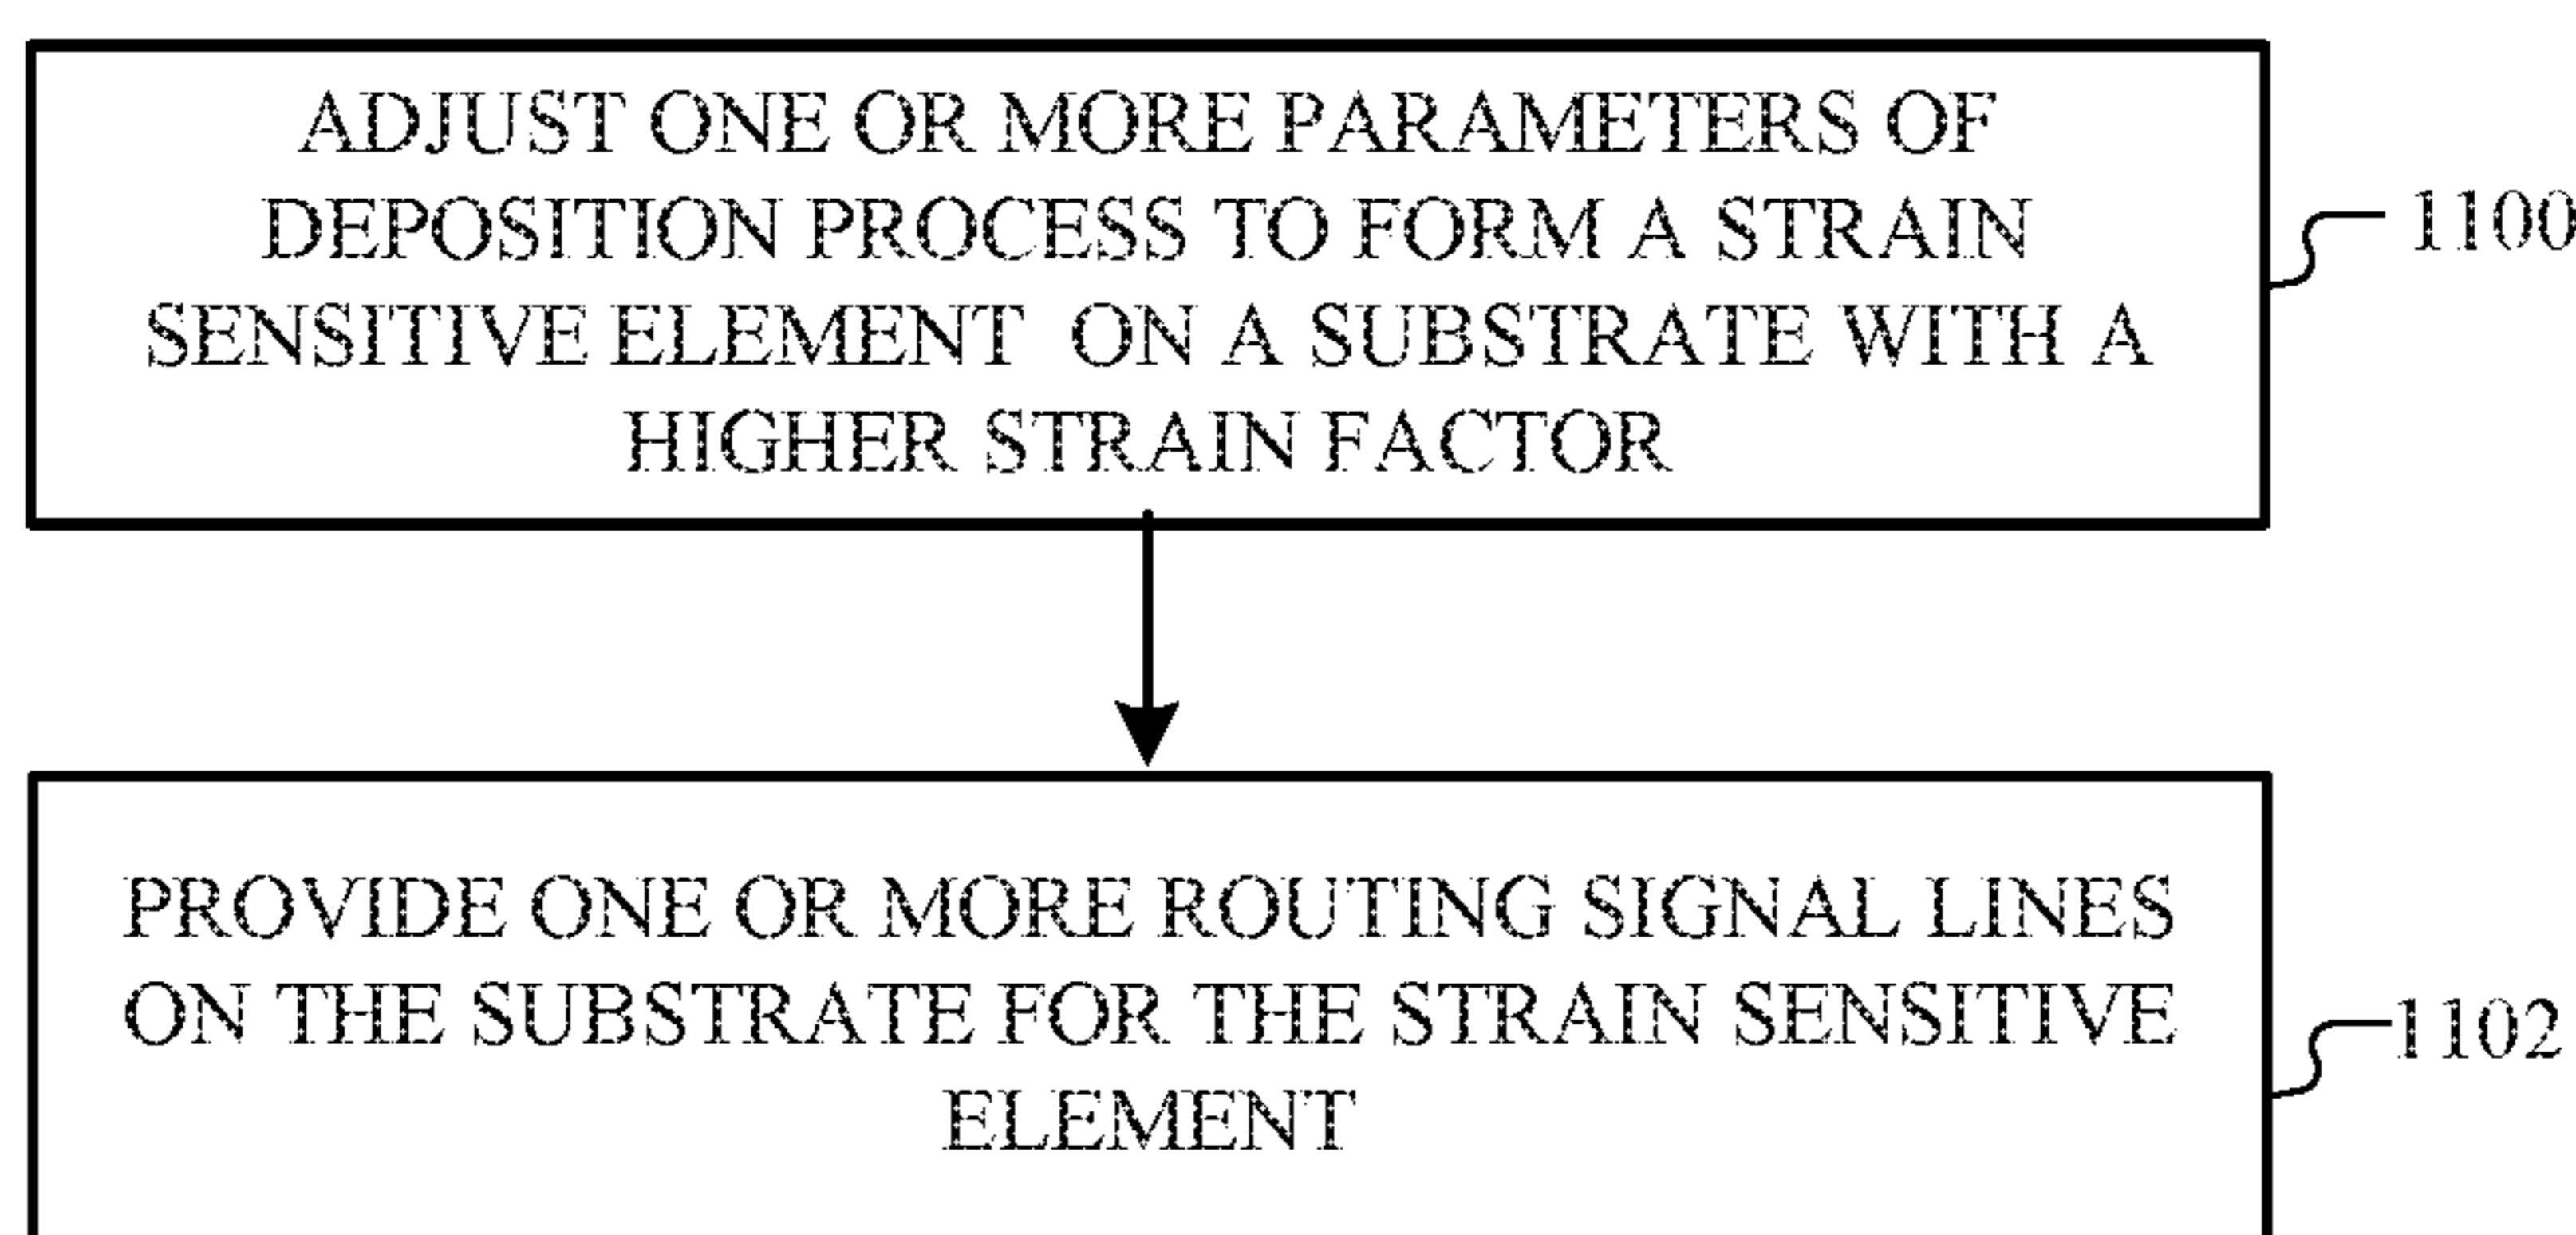 ADJUST ONE OR MORE PARAMETERS OF
DEPOSITION PROCESS TO FORM A STRAIN
SENSITIVE ELEMENT ON A SUBSTRATE WITH A
HIGHER STRAIN FACTOR
1100
PROVIDE ONE OR MORE ROUTING SIGNAL LINES
ON THE SUBSTRATE FOR THE STRAIN SENSITIVE
ELEMENT
1102